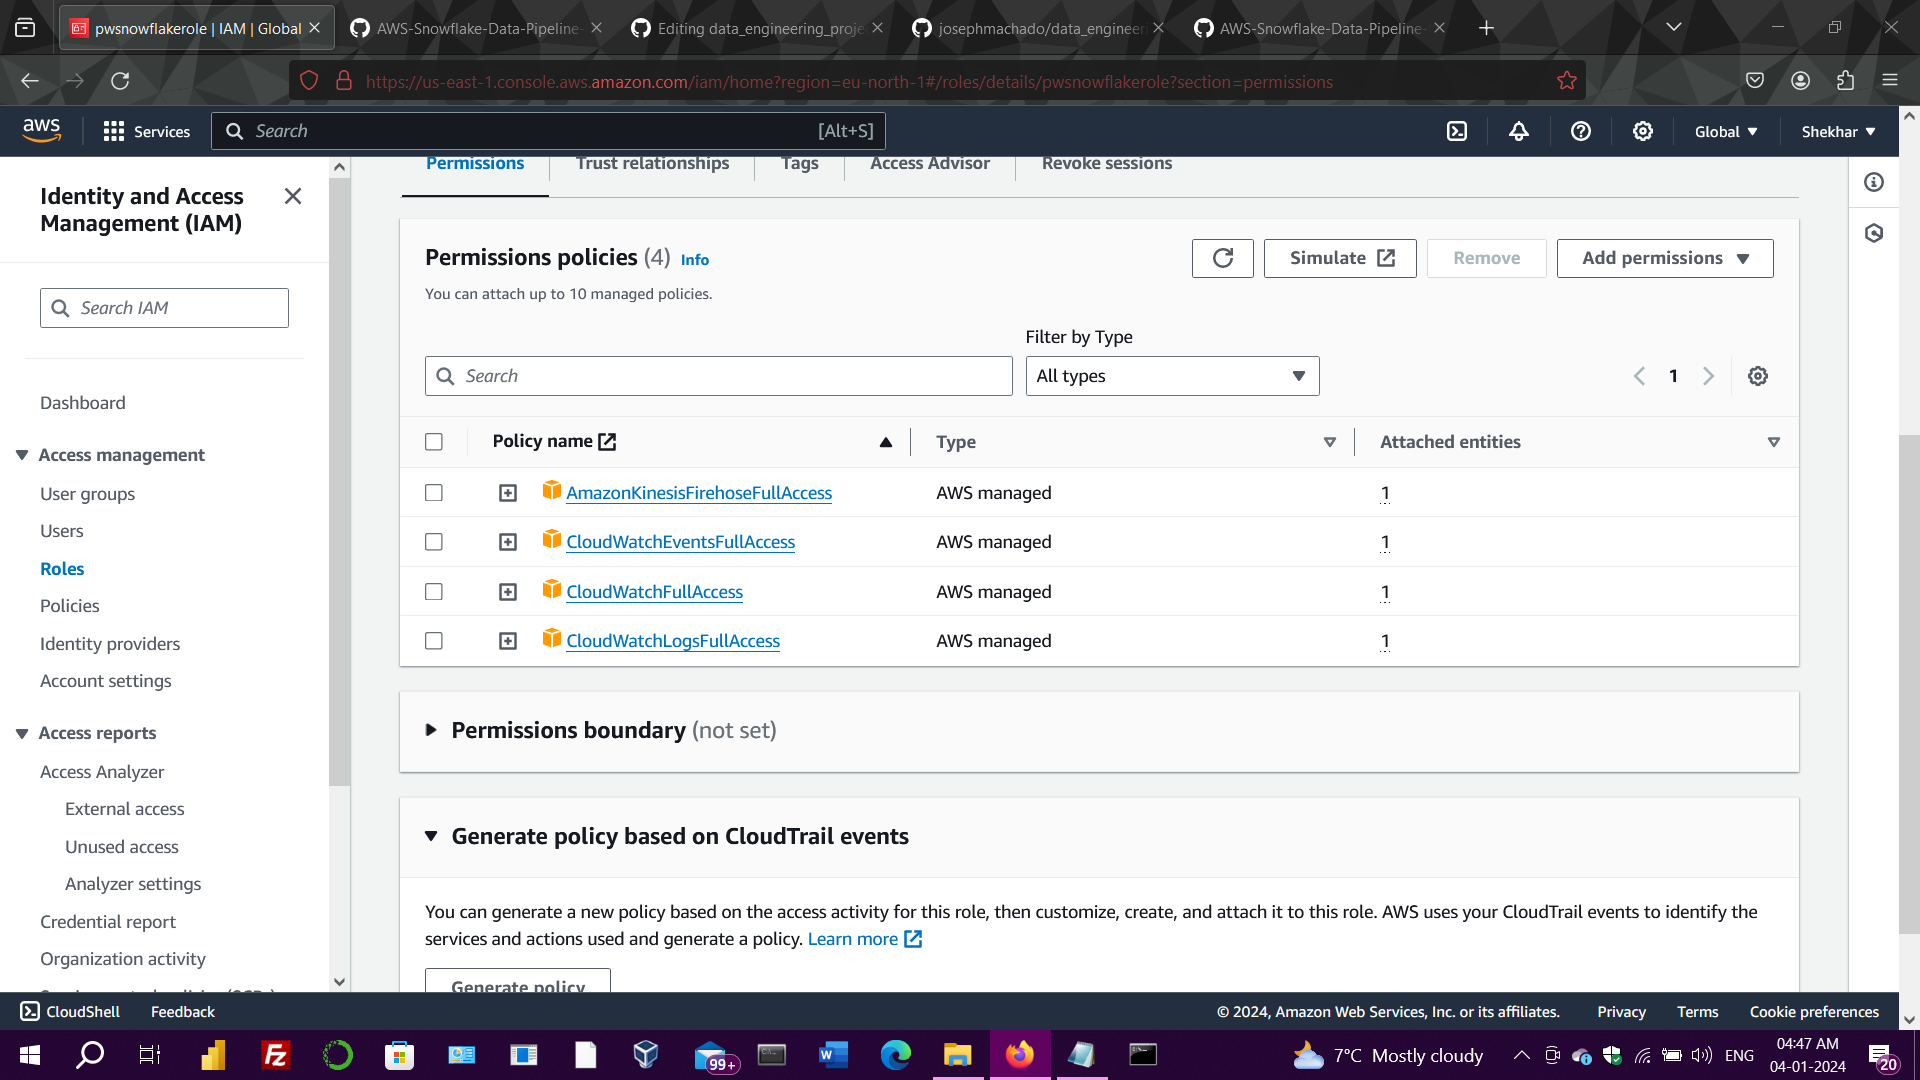 pwsnowflakerole | IAM | Global
AWS-Snowflake-Data-Pipeline-
Editing data_engineering_proje
josephmachado/data_engineerin
AWS-Snowflake-Data-Pipeline-
https://us-east-1.console.aws.amazon.com/iam/home?region=eu-north-1#/roles/details/pwsnowflakerole?section=permissions
aws
Services
Search
[Alt+S]
Global
Shekhar
Identity and Access
Management (IAM)
Search IAM
Dashboard
Access management
User groups
Users
Roles
Policies
Identity providers
Account settings
Access reports
Access Analyzer
External access
Unused access
Analyzer settings
Credential report
Organization activity
Permissions
Trust relationships
Tags
Access Advisor
Revoke sessions
Permissions policies (4) Info
You can attach up to 10 managed policies.
Simulate
Remove
Add permissions
Filter by Type
Search
All types
1
Policy name
Type
Attached entities
AmazonKinesisFirehoseFullAccess
AWS managed
1
CloudWatchEventsFullAccess
AWS managed
1
CloudWatchFullAccess
AWS managed
1
CloudWatchLogsFullAccess
AWS managed
1
Permissions boundary (not set)
Generate policy based on CloudTrail events
You can generate a new policy based on the access activity for this role, then customize, create, and attach it to this role. AWS uses your CloudTrail events to identify the
services and actions used and generate a policy. Learn more
Generate policy
CloudShell
Feedback
© 2024, Amazon Web Services, Inc. or its affiliates.
Privacy
Terms
Cookie preferences
99+
7°C Mostly cloudy
ENG
04:47 AM
04-01-2024
20